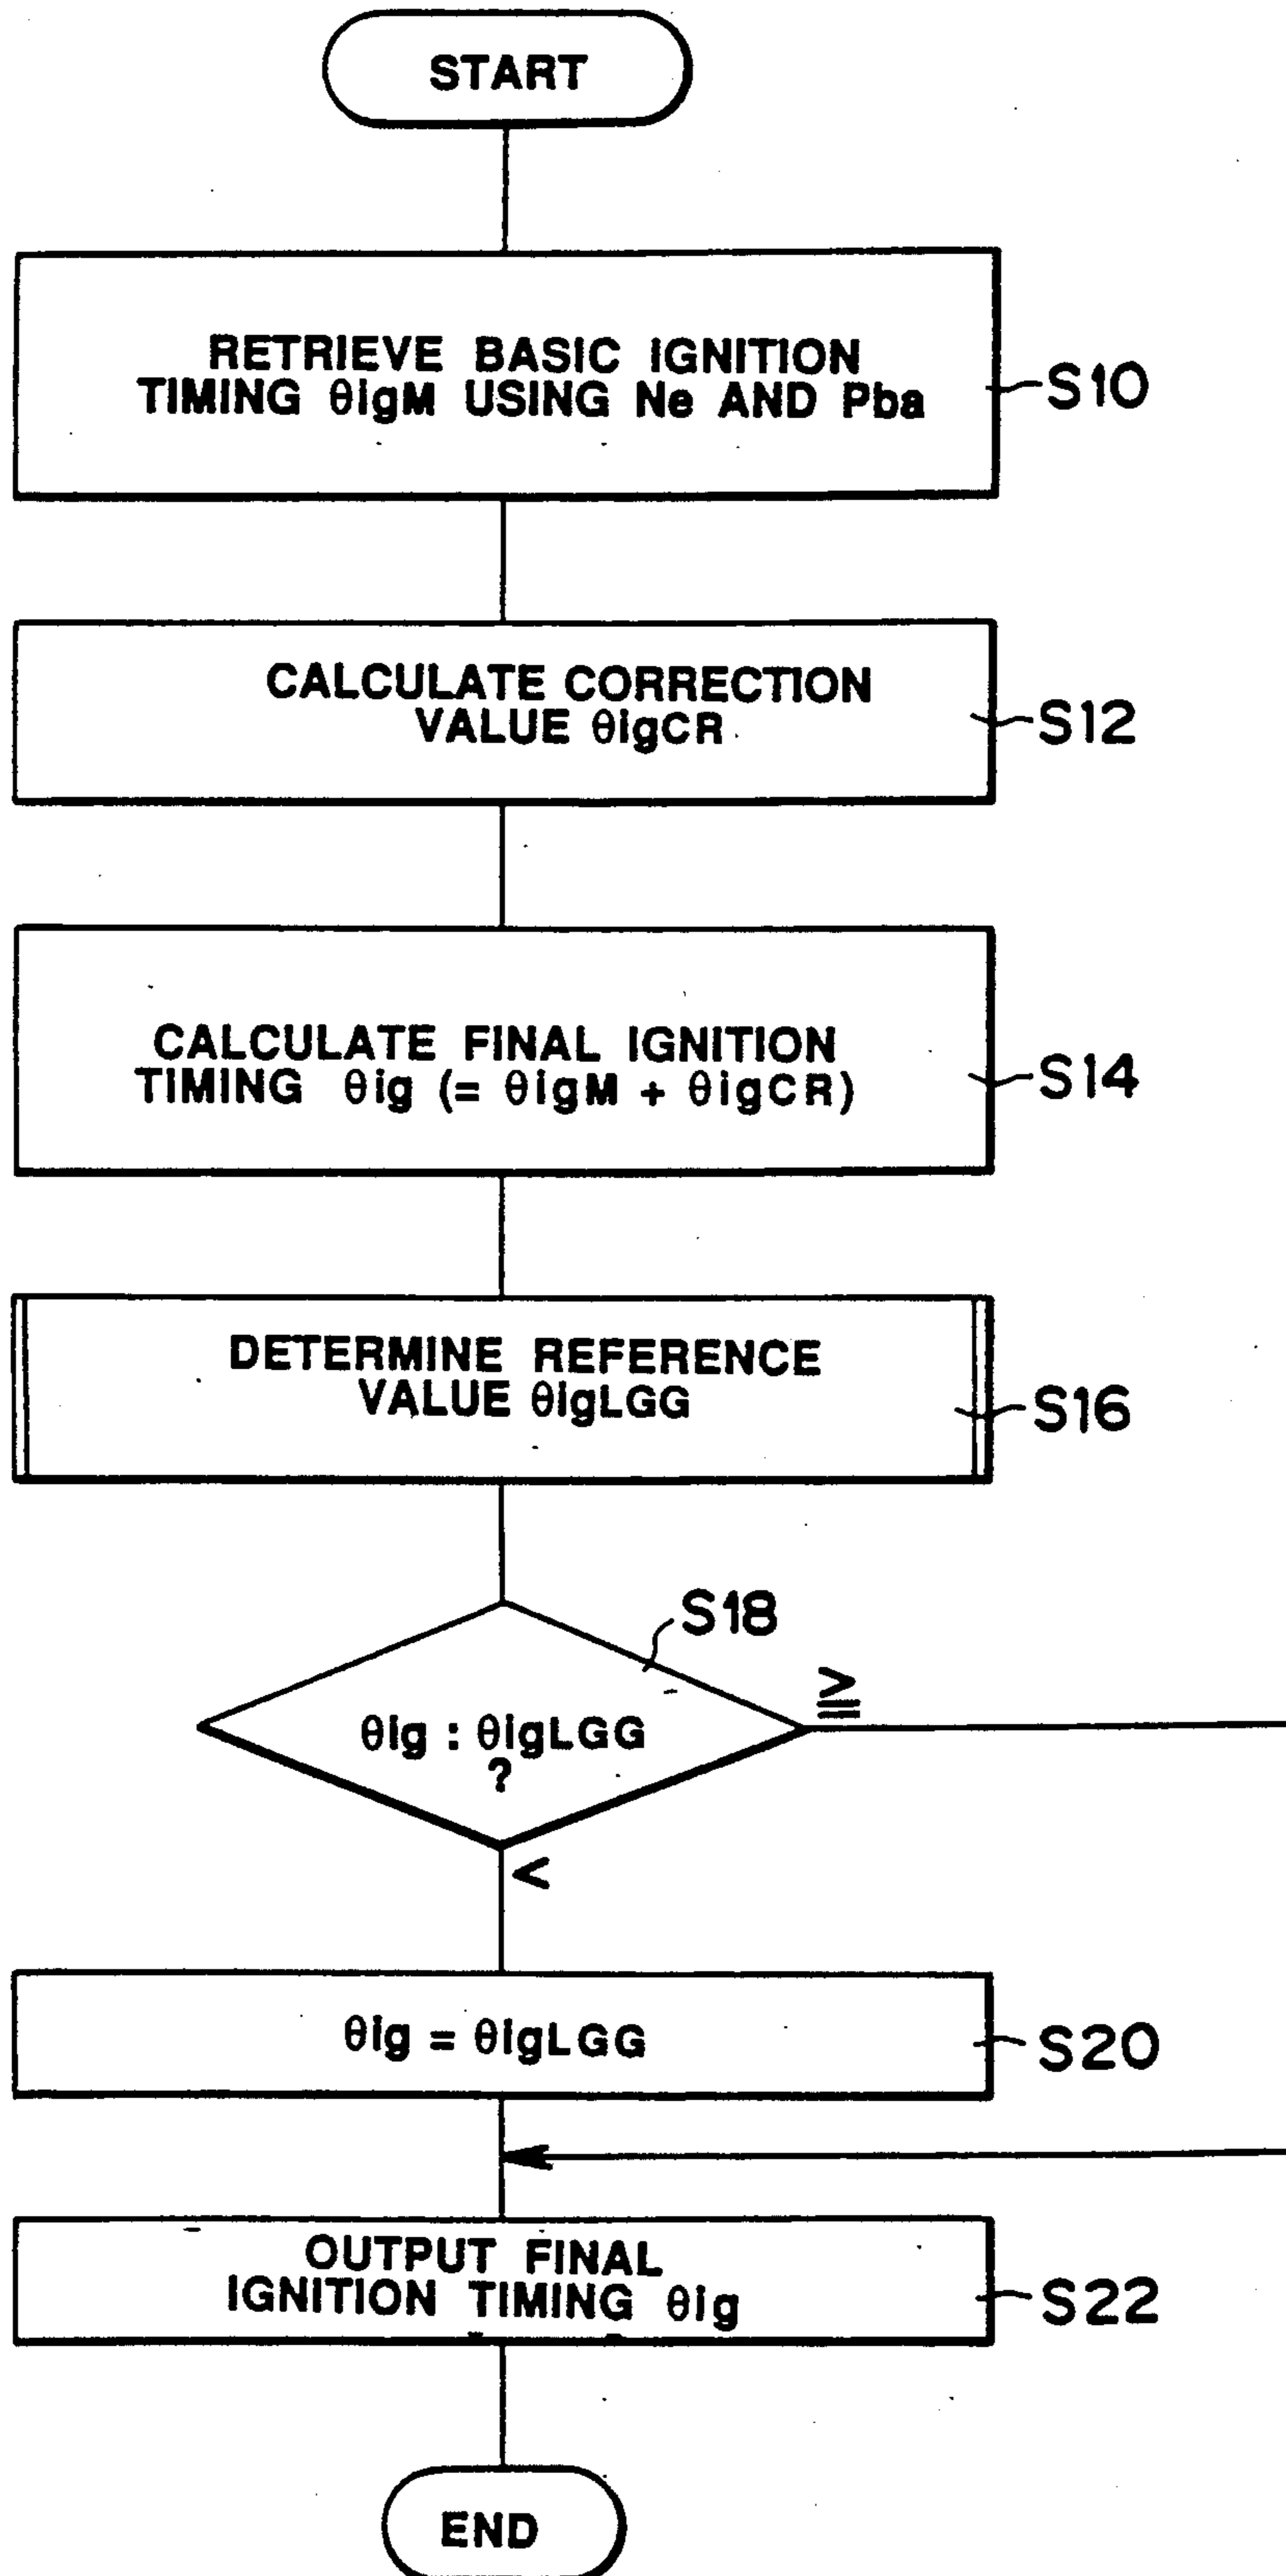 START
RETRIEVE BASIC IGNITION
TIMING θigM USING Ne AND Pba
S10
CALCULATE CORRECTION
VALUE θigCR
S12
CALCULATE FINAL IGNITION
TIMING θig (= θigM + θigCR)
S14
DETERMINE REFERENCE
VALUE θigLGG
S16
S18
θig : θigLGG
?
≧
<
θig = θigLGG
S20
OUTPUT FINAL
IGNITION TIMING θig
S22
END